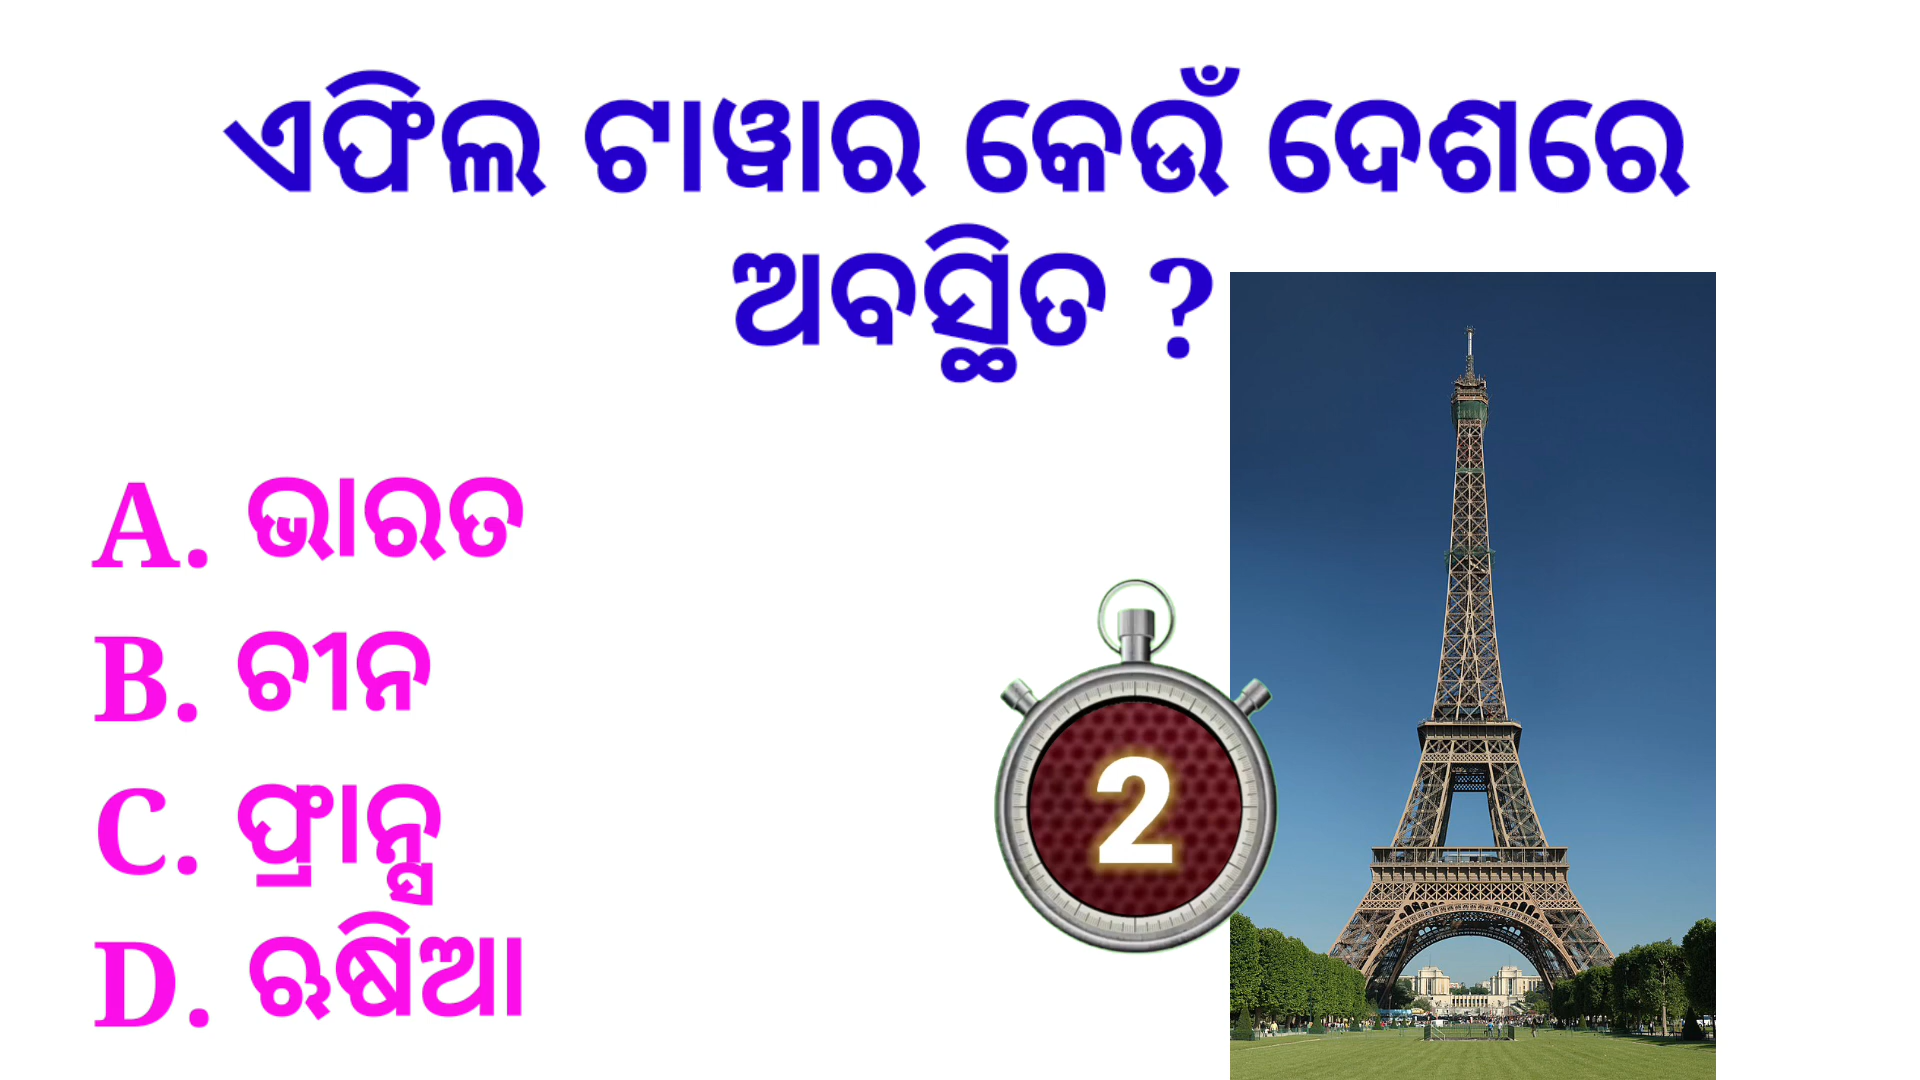 ଏଫିଲ ଟାୱାର କେଉଁ ଦେଶରେ
ଅବସ୍ଥିତ ?
A. ଭାରତ
B. ଚୀନ
C. ଫ୍ରାନ୍ସ
D. ଋଷିଆ
2